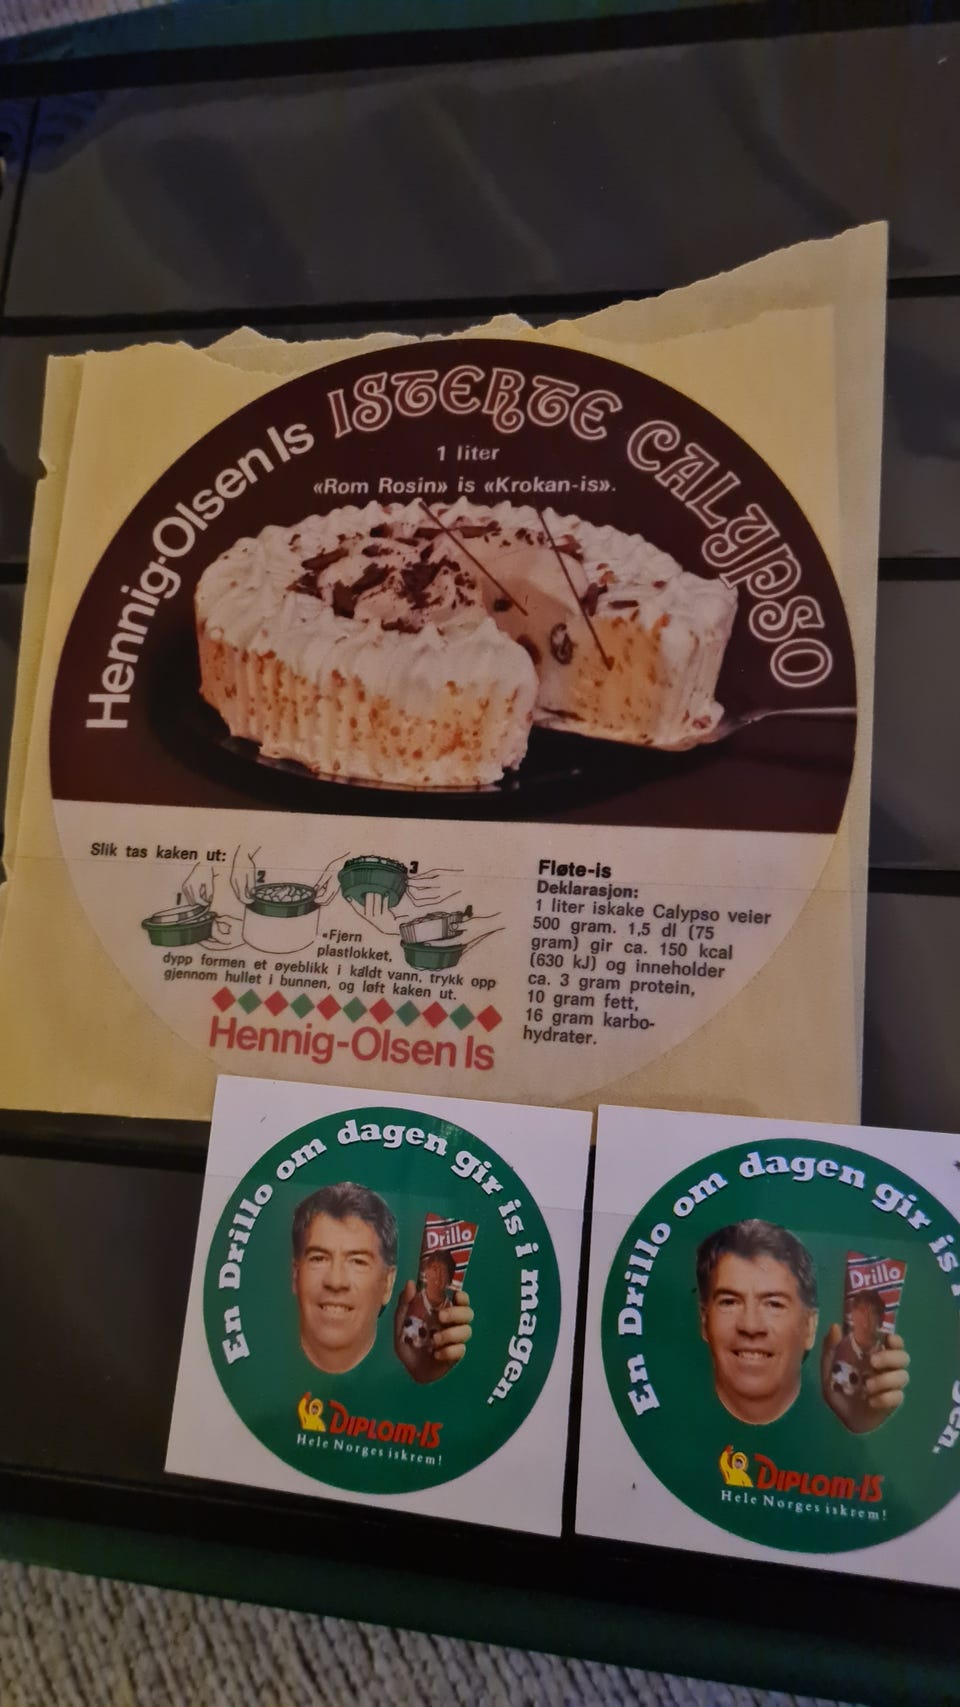 Hennig-Olsen Is ISTERTE CALYPSO
1 liter
«Rom Rosin» is «Krokan-is».
Slik tas kaken ut:
1
2
3
4
«Fjern
plastlokket,
dypp formen et øyeblikk i kaldt vann, trykk opp
gjennom hullet i bunnen, og løft kaken ut.
Hennig-Olsen Is
Fløte-is
Deklarasjon:
1 liter iskake Calypso veier
500 gram. 1,5 dl (75
gram) gir ca. 150 kcal
(630 kJ) og inneholder
ca. 3 gram protein,
10 gram fett,
16 gram karbo-
hydrater.
En Drillo om dagen gir is i magen.
Drillo
DIPLOM-IS
Hele Norges iskrem!
En Drillo om dagen gir is i
gen.
Drillo
DIPLOM-IS
Hele Norges iskrem!